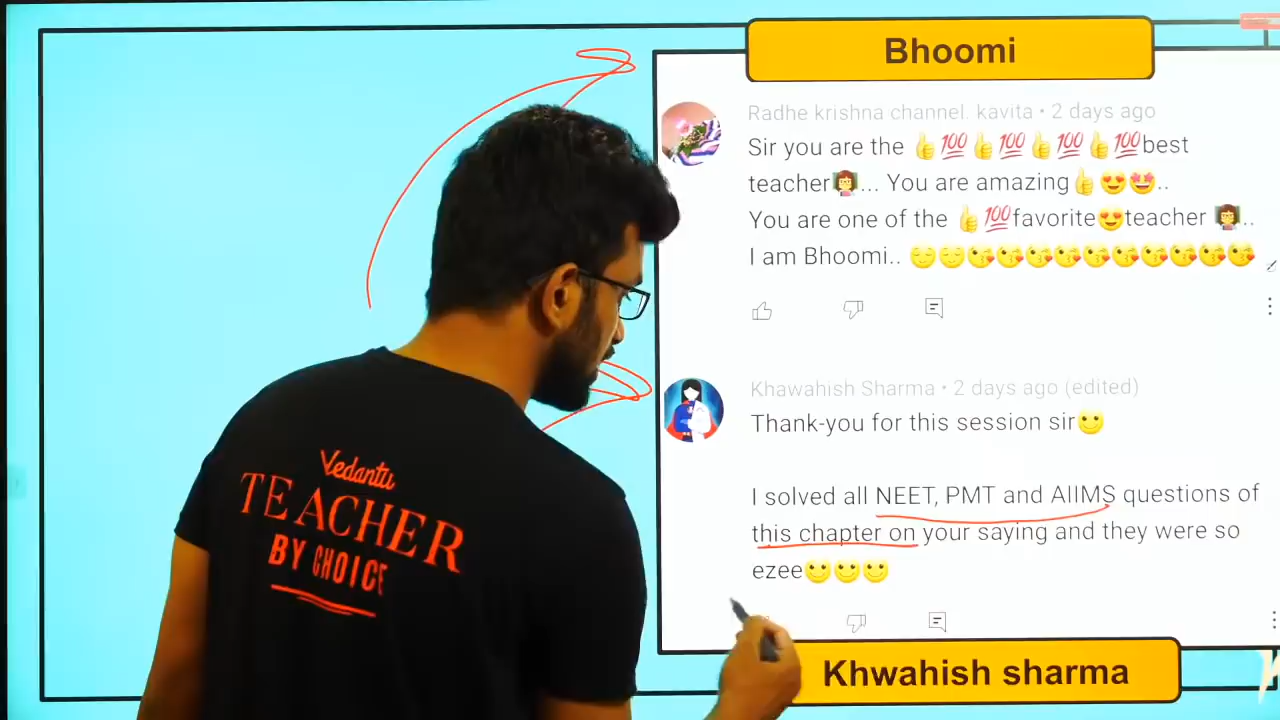 Bhoomi
Radhe krishna channel. kavita • 2 days ago
Sir you are the 👍💯👍💯👍💯👍💯best
teacher👩‍🏫... You are amazing👍😍🤩..
You are one of the 👍💯favorite😍teacher 👩‍🏫..
I am Bhoomi.. 😌😌😘😘😘😘😘😘😘😘😘😘
Khawahish Sharma • 2 days ago (edited)
Thank-you for this session sir🙂
I solved all NEET, PMT and AIIMS questions of
this chapter on your saying and they were so
ezee🙂🙂🙂
Khwahish sharma
Vedantu
TEACHER
BY CHOICE